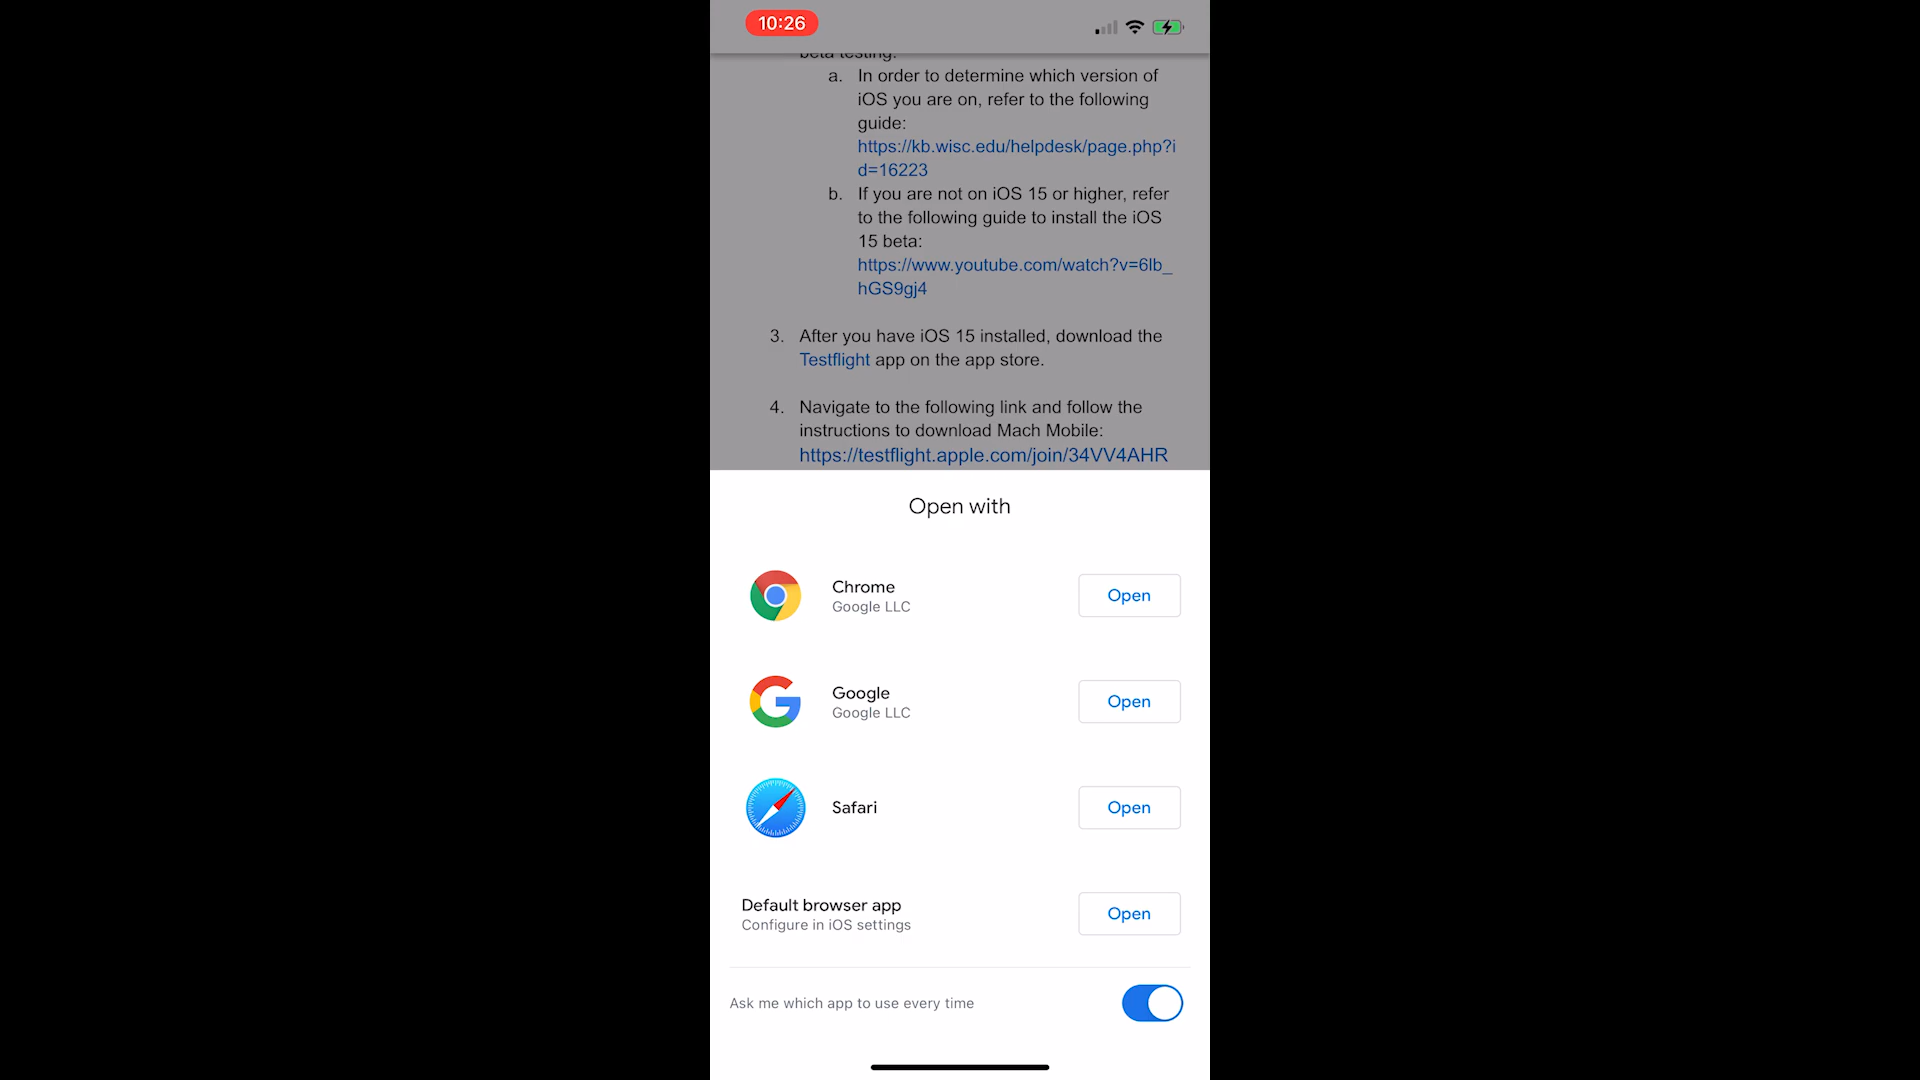 10:26
beta testing.
a. In order to determine which version of
iOS you are on, refer to the following
guide:
https://kb.wisc.edu/helpdesk/page.php?i
d=16223
b. If you are not on iOS 15 or higher, refer
to the following guide to install the iOS
15 beta:
https://www.youtube.com/watch?v=6lb_
hGS9gj4
3. After you have iOS 15 installed, download the
Testflight app on the app store.
4. Navigate to the following link and follow the
instructions to download Mach Mobile:
https://testflight.apple.com/join/34VV4AHR
Open with
Chrome
Google LLC
Open
Google
Google LLC
Open
Safari
Open
Default browser app
Configure in iOS settings
Open
Ask me which app to use every time